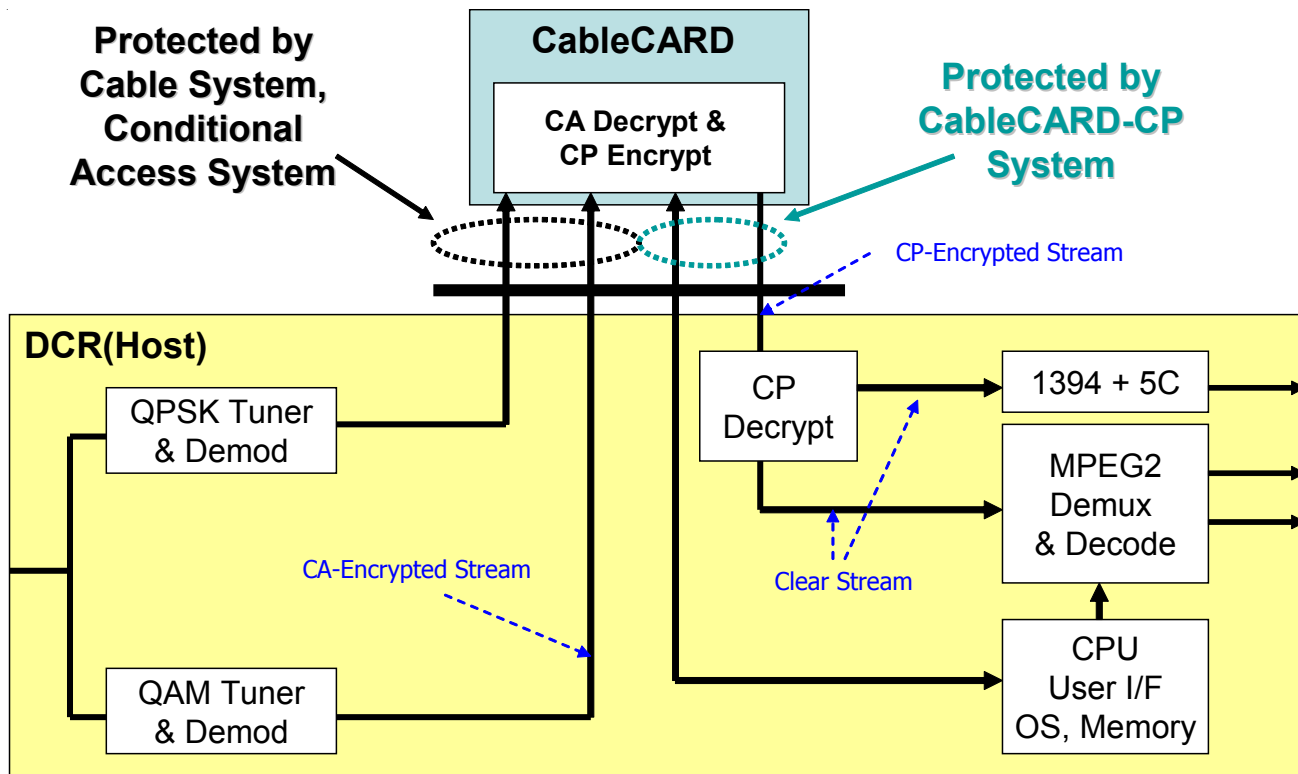 Protected by
Cable System,
Conditional
Access System
CableCARD
CA Decrypt &
CP Encrypt
Protected by
CableCARD-CP
System
CP-Encrypted Stream
DCR(Host)
QPSK Tuner
& Demod
CP
Decrypt
1394 + 5C
MPEG2
Demux
& Decode
CA-Encrypted Stream
Clear Stream
QAM Tuner
& Demod
CPU
User I/F
OS, Memory